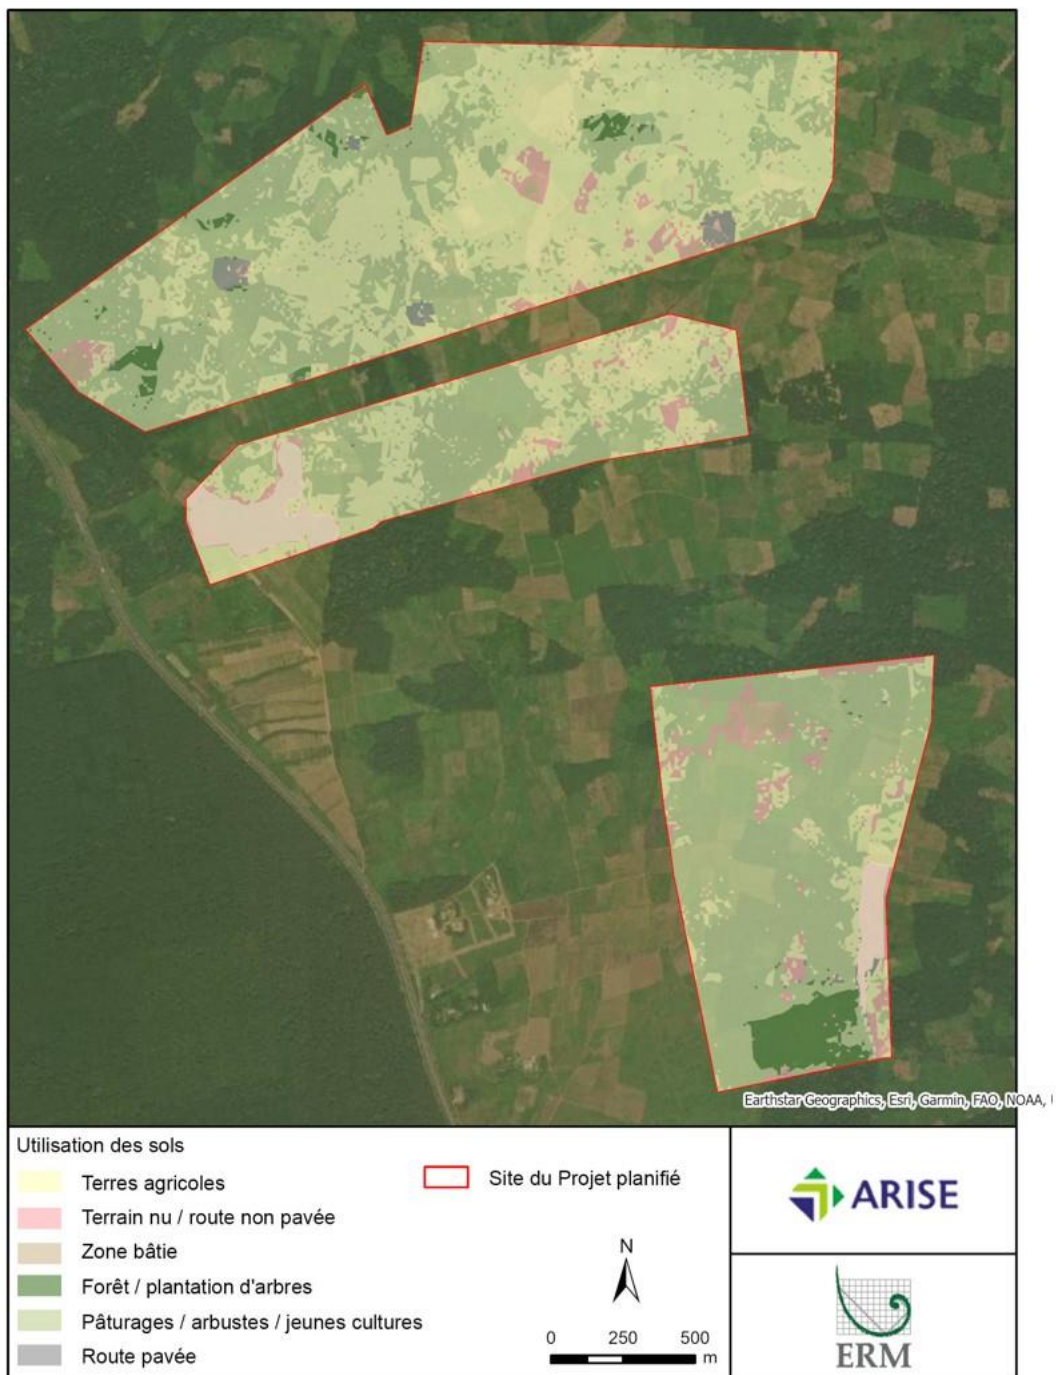 Earthstar Geographics, Esri, Garmin, FAO, NOAA,
Utilisation des sols
Terres agricoles
Terrain nu / route non pavée
Zone bâtie
Forêt / plantation d'arbres
Pâturages / arbustes / jeunes cultures
Route pavée
Site du Projet planifié
N
0 250 500
m
ARISE
ERM